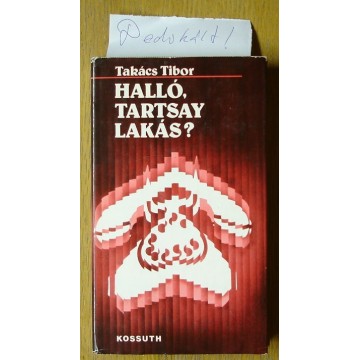 Dedikált!
Takács Tibor
HALLÓ,
TARTSAY
LAKÁS?
KOSSUTH